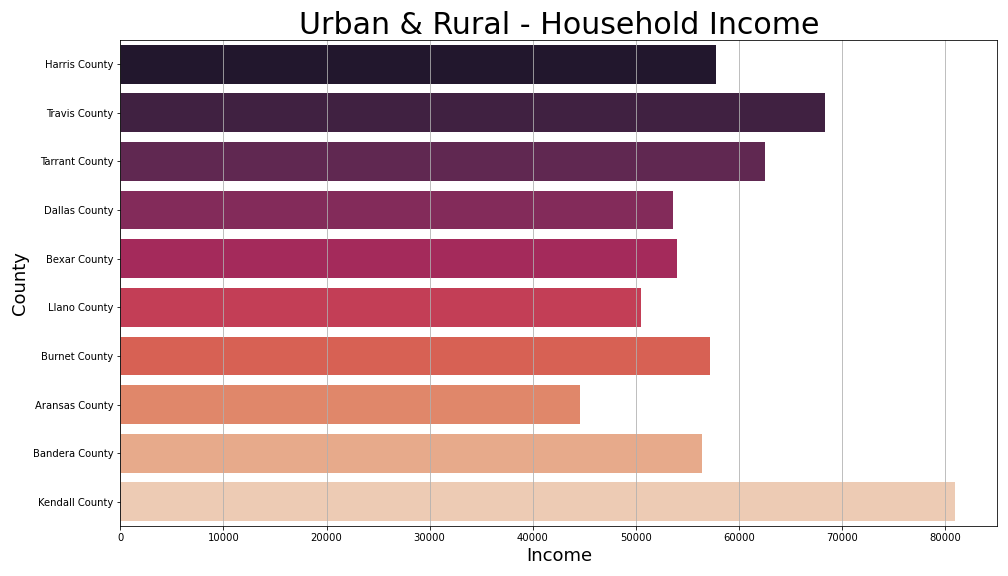 Urban & Rural - Household Income
Harris County
Travis County
Tarrant County
Dallas County
Bexar County
Llano County
Burnet County
Aransas County
Bandera County
Kendall County
County
0 10000 20000 30000 40000 50000 60000 70000 80000
Income